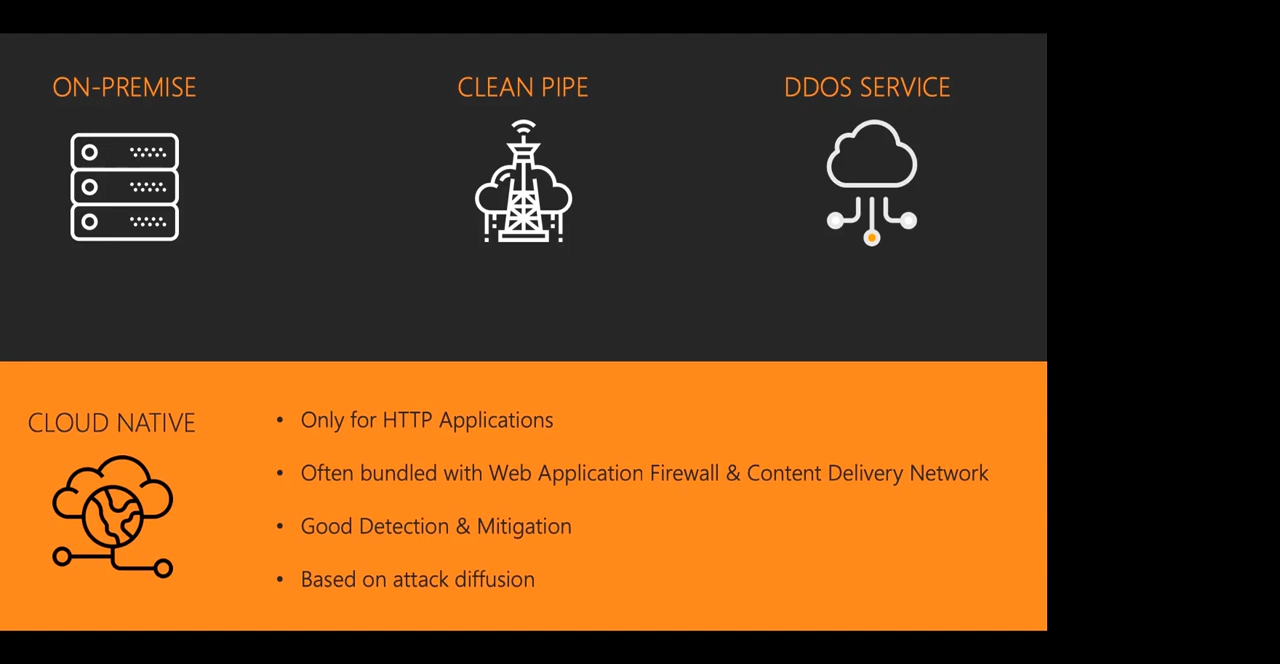 ON-PREMISE
CLEAN PIPE
DDOS SERVICE
CLOUD NATIVE
• Only for HTTP Applications
• Often bundled with Web Application Firewall & Content Delivery Network
• Good Detection & Mitigation
• Based on attack diffusion